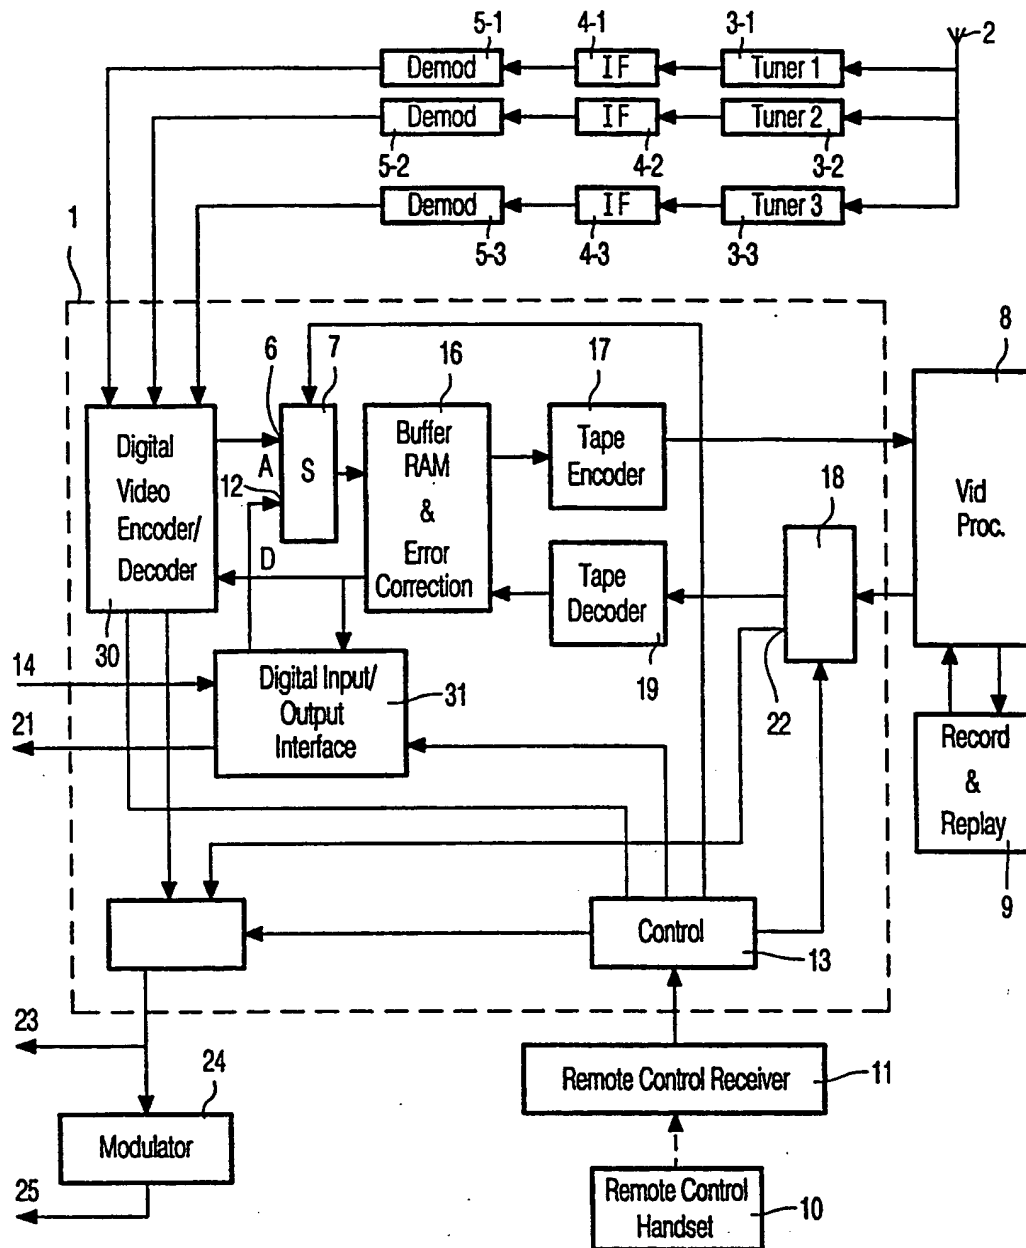 5-1 4-1 3-1 2
Demod IF Tuner 1
Demod IF Tuner 2
5-2 4-2 3-2
Demod IF Tuner 3
5-3 4-3 3-3
1
6 7 16 17 8
Digital
Video
Encoder/
Decoder
A
12
S
D
Buffer
RAM
&
Error
Correction
Tape
Encoder
18
Vid
Proc.
Tape
Decoder
30
19
22
14
21
Digital Input/
Output
Interface
31
Record
&
Replay
9
Control
13
23
24
Modulator
25
Remote Control Receiver
11
Remote Control
Handset
10